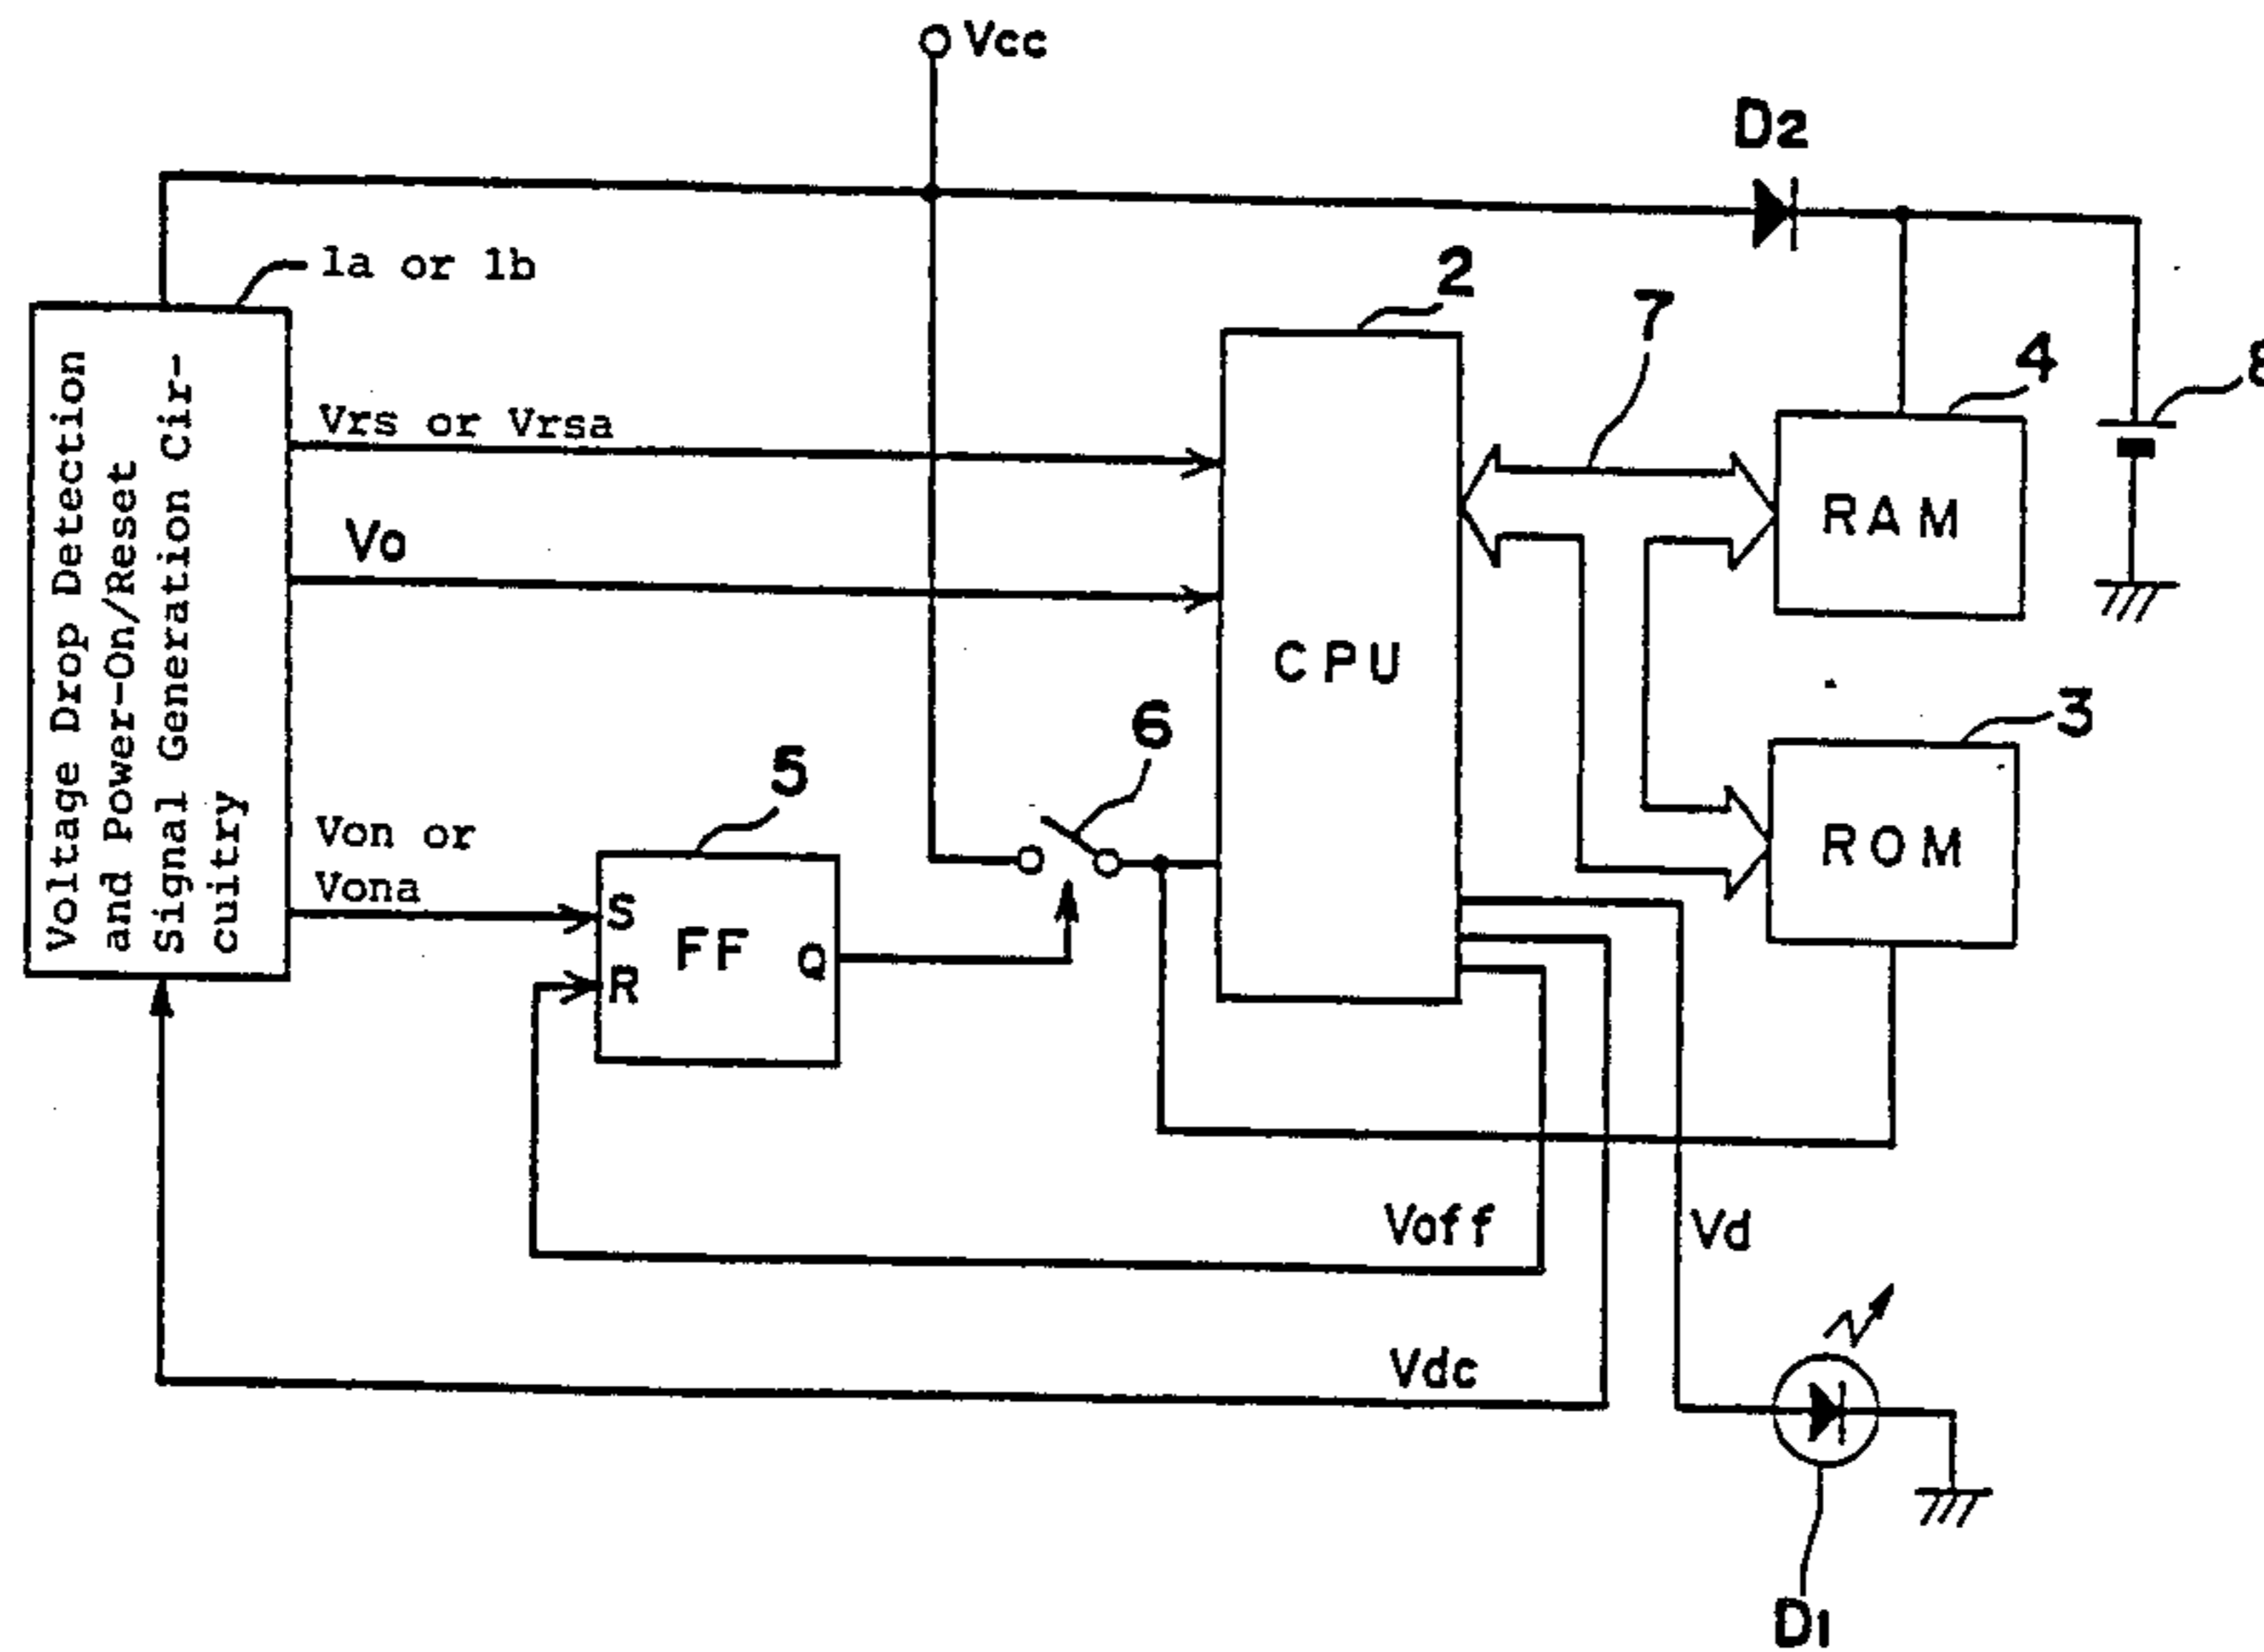 Vcc
D2
1a or 1b
2
7
4
8
Vrs or Vrsa
Voltage Drop Detection
and Power-On/Reset
Signal Generation Cir-
cuitry
Vo
RAM
CPU
6
3
5
Von or
Vona
ROM
S
FF
Q
R
Voff
Vd
Vdc
D1